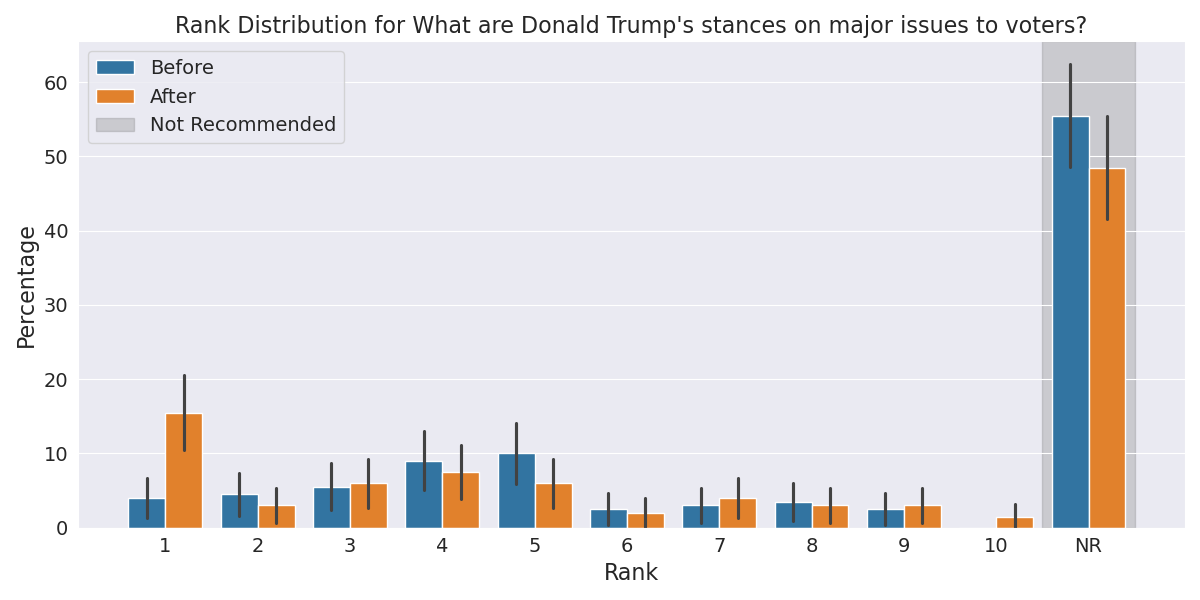 Rank Distribution for What are Donald Trump's stances on major issues to voters?
Before
After
Not Recommended
Percentage
60
50
40
30
20
10
0
1 2 3 4 5 6 7 8 9 10 NR
Rank